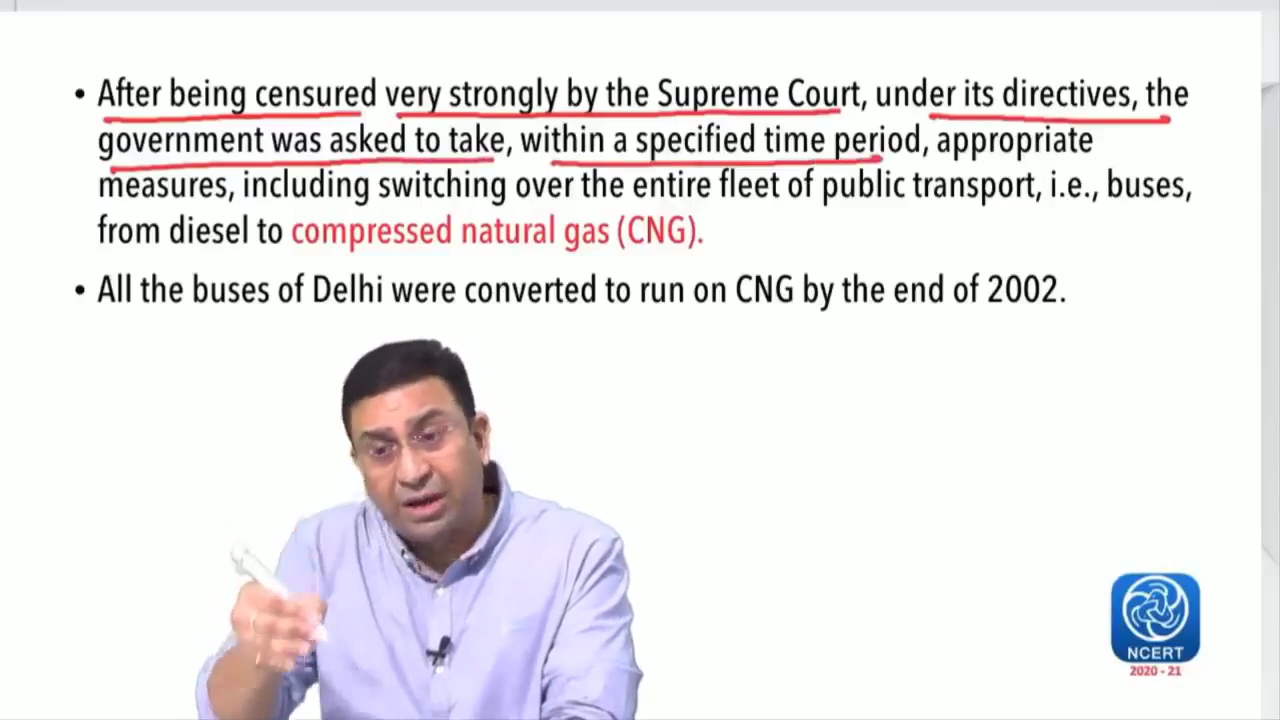 • After being censured very strongly by the Supreme Court, under its directives, the
government was asked to take, within a specified time period, appropriate
measures, including switching over the entire fleet of public transport, i.e., buses,
from diesel to compressed natural gas (CNG).
• All the buses of Delhi were converted to run on CNG by the end of 2002.
NCERT
2020 - 21